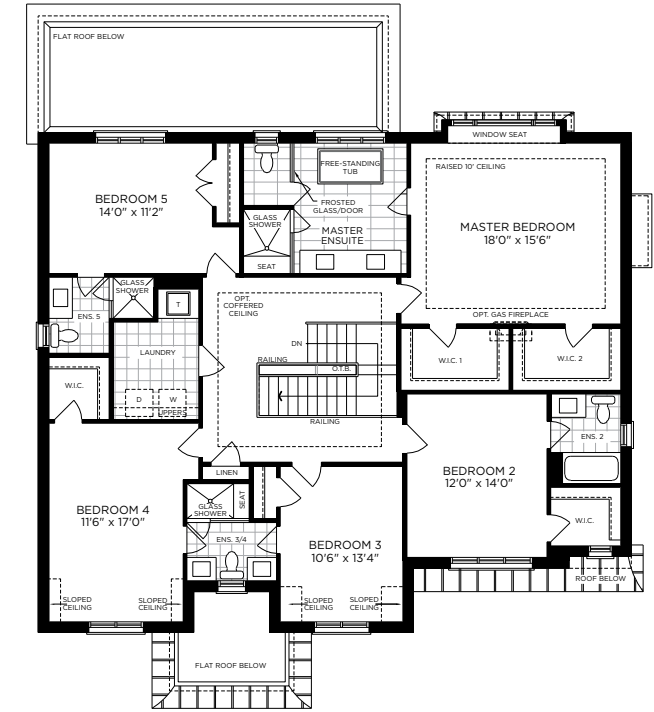 FLAT ROOF BELOW
WINDOW SEAT
FREE-STANDING
TUB
RAISED 10' CEILING
BEDROOM 5
14'0" x 11'2"
FROSTED
GLASS/DOOR
GLASS
SHOWER
MASTER
ENSUITE
MASTER BEDROOM
18'0" x 15'6"
SEAT
GLASS
SHOWER
T
OPT.
COFFERED
CEILING
OPT. GAS FIREPLACE
ENS. 5
LAUNDRY
DN
RAILING
O.T.B.
W.I.C. 1
W.I.C. 2
W.I.C.
D
W
UPPERS
RAILING
ENS. 2
LINEN
BEDROOM 2
12'0" x 14'0"
SEAT
GLASS
SHOWER
BEDROOM 4
11'6" x 17'0"
W.I.C.
ENS. 3/4
BEDROOM 3
10'6" x 13'4"
ROOF BELOW
SLOPED
CEILING
SLOPED
CEILING
SLOPED
CEILING
SLOPED
CEILING
FLAT ROOF BELOW